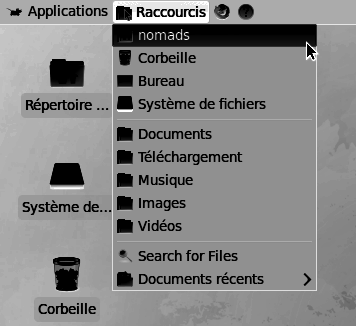 Applications Raccourcis
nomads
Corbeille
Bureau
Système de fichiers
Documents
Téléchargement
Musique
Images
Vidéos
Search for Files
Documents récents
Répertoire ...
Système de...
Corbeille